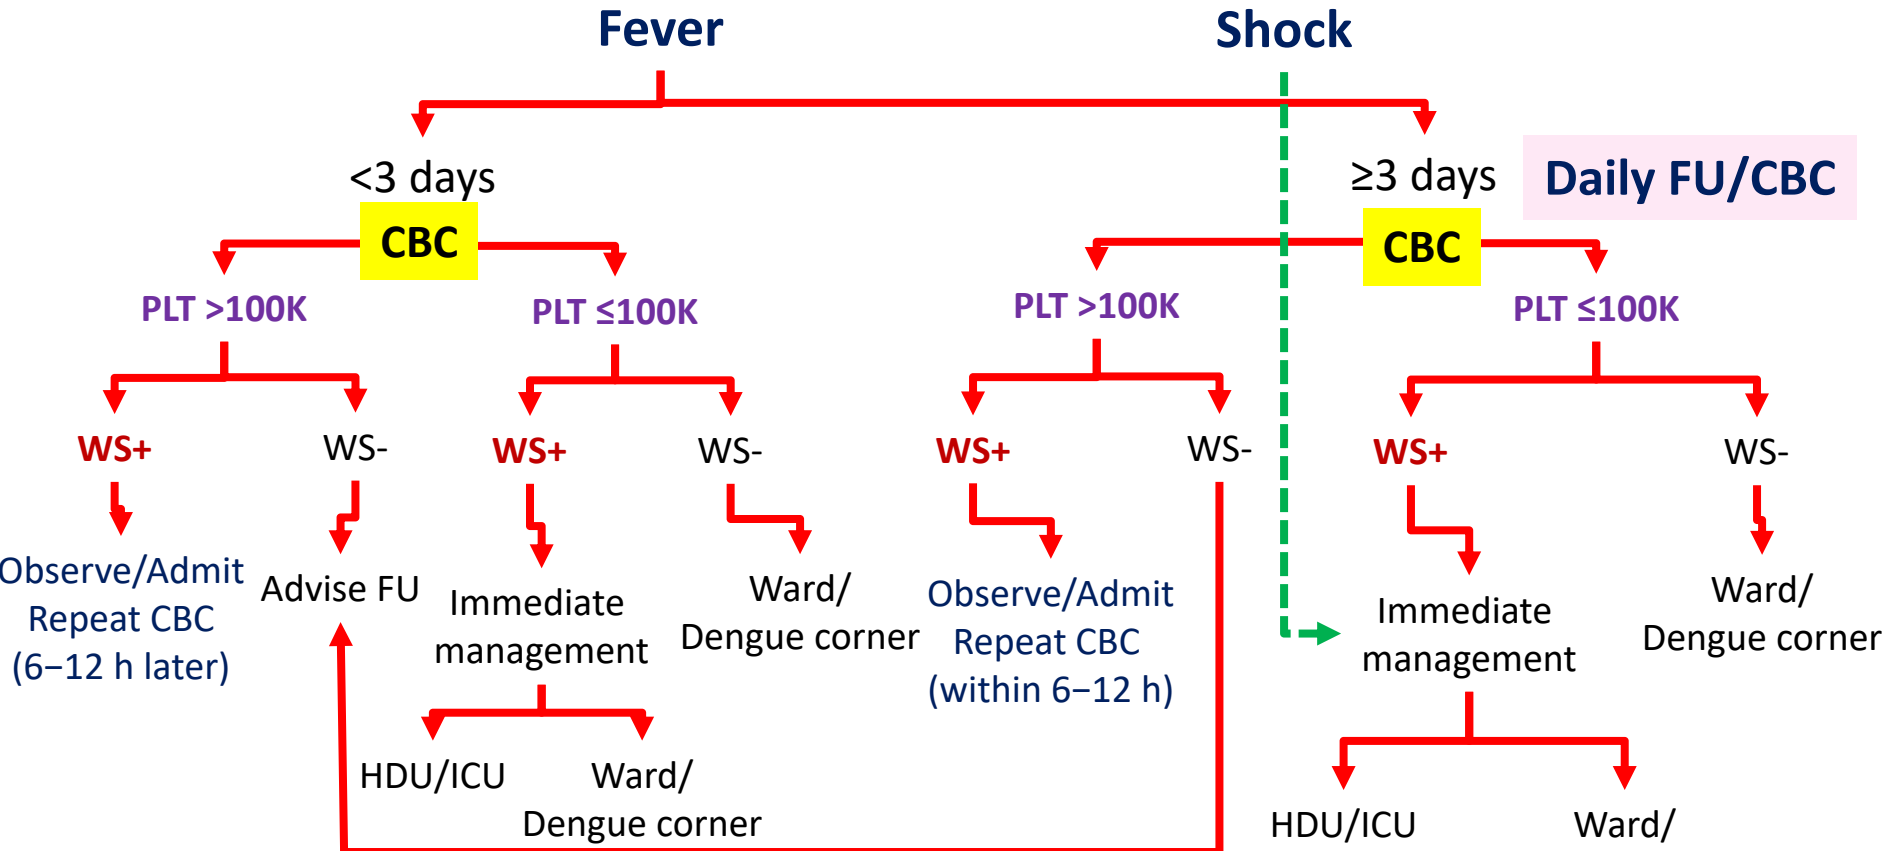 Fever
Shock
<3 days
≥3 days
Daily FU/CBC
CBC
CBC
PLT >100K
PLT ≤100K
PLT >100K
PLT ≤100K
WS+
WS-
WS+
WS-
WS+
WS-
WS+
WS-
Observe/Admit
Repeat CBC
(6–12 h later)
Advise FU
Immediate
management
Ward/
Dengue corner
Observe/Admit
Repeat CBC
(within 6–12 h)
Immediate
management
Ward/
Dengue corner
HDU/ICU
Ward/
Dengue corner
HDU/ICU
Ward/